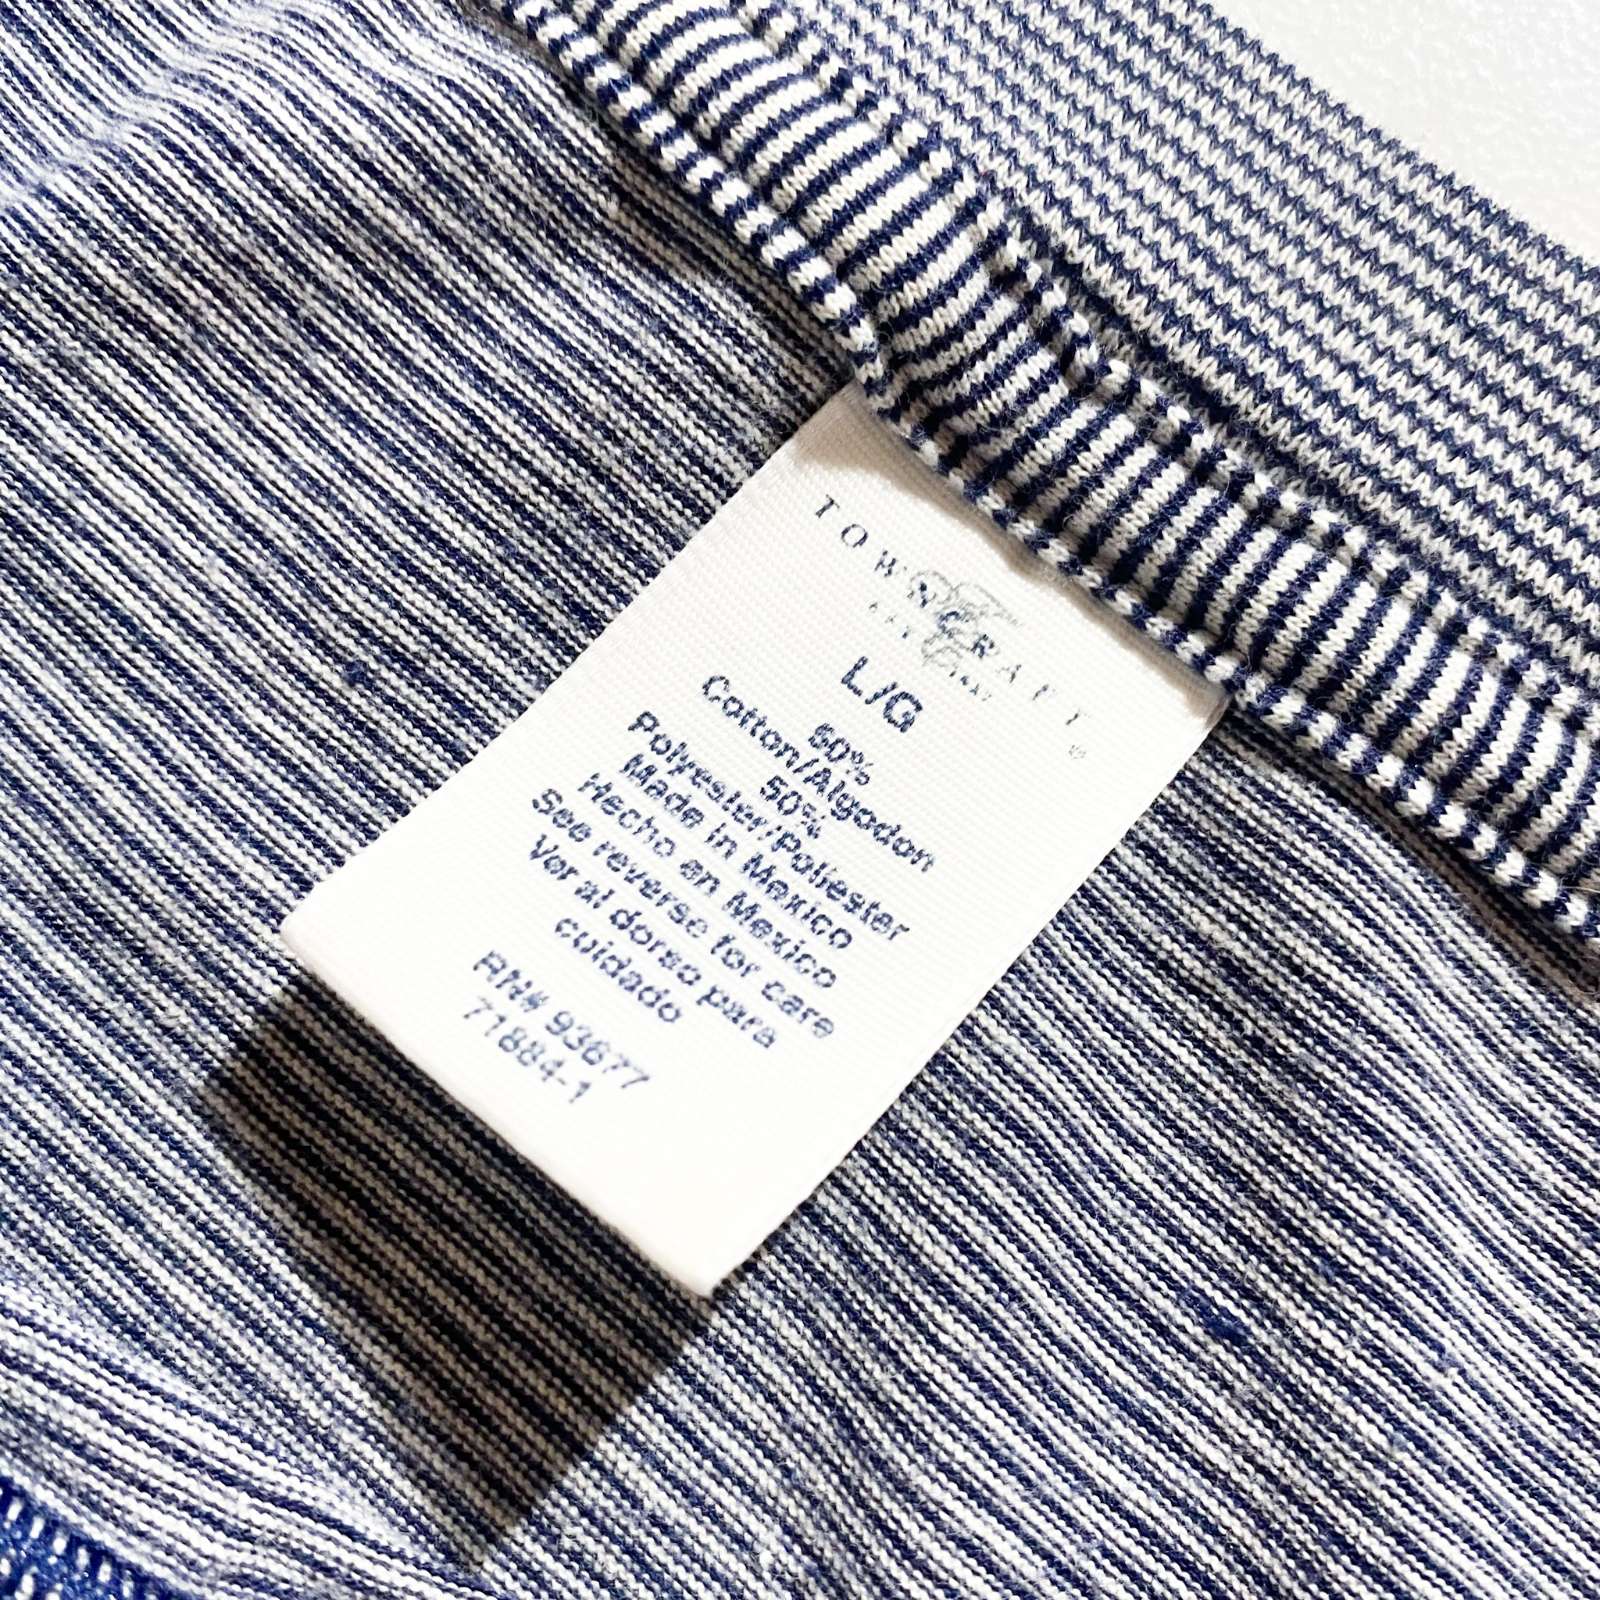 TOWNCRAFT®
L/G
50%
Cotton/Algodon
50%
Polyester/Poliester
Made in Mexico
Hecho en Mexico
See reverse for care
Ver al dorso para
cuidado
RN# 93677
71884-1